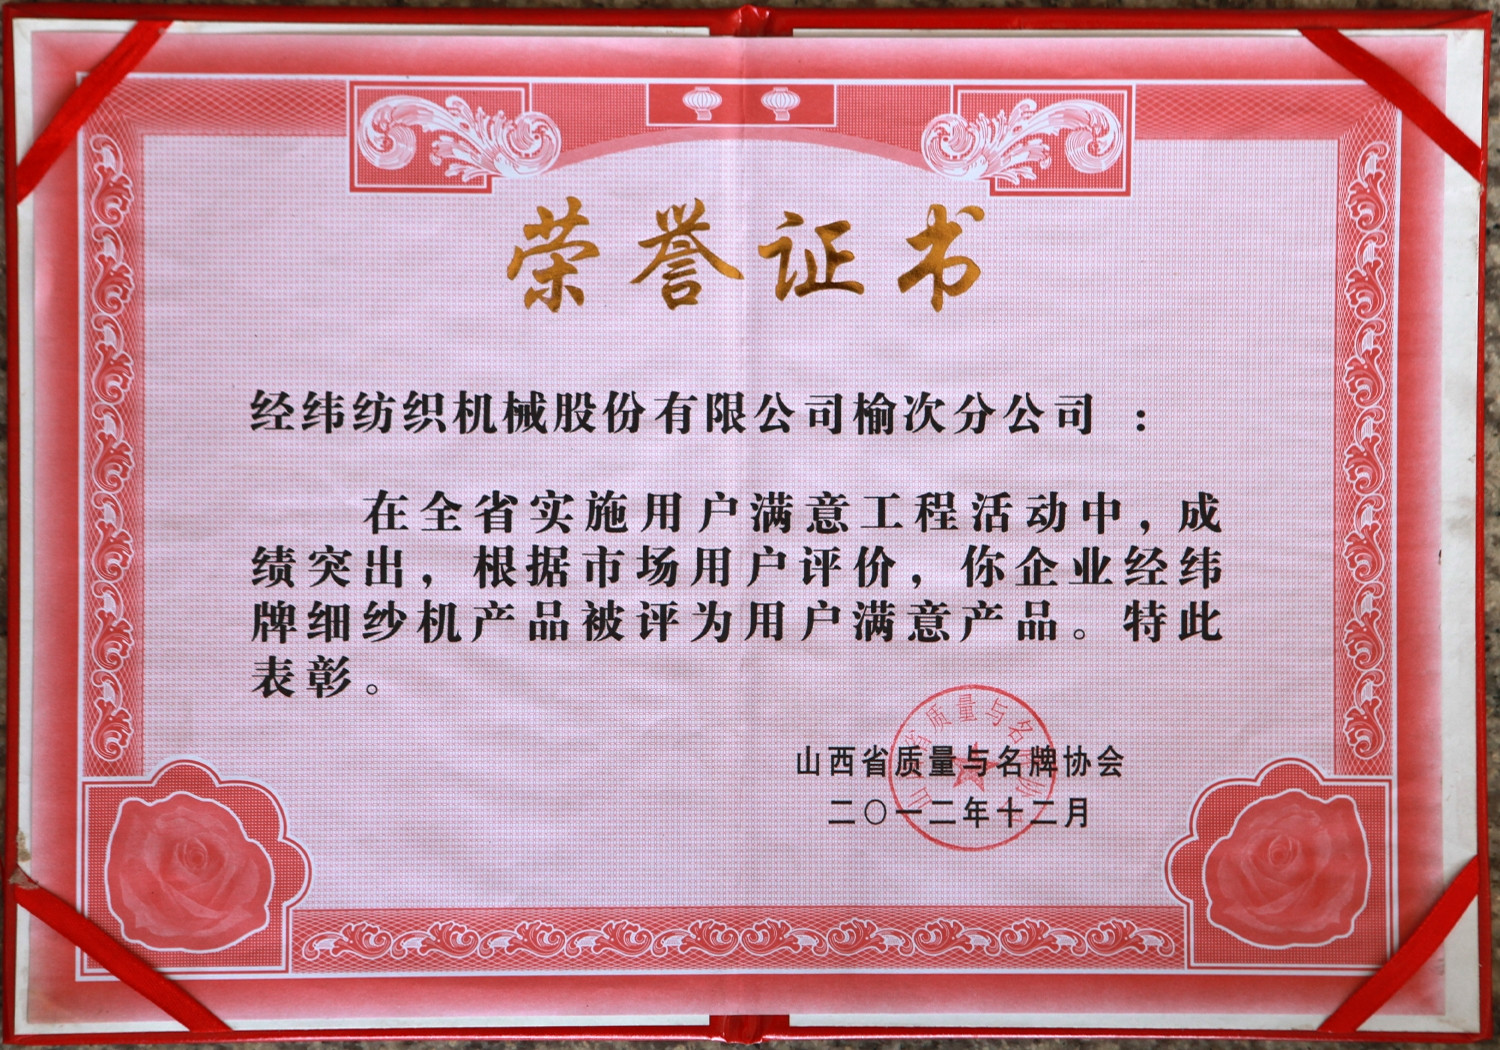 荣誉证书
经纬纺织机械股份有限公司榆次分公司：
在全省实施用户满意工程活动中，成
绩突出，根据市场用户评价，你企业经纬
牌细纱机产品被评为用户满意产品。特此
表彰。
山西省质量与名牌协会
二〇一二年十二月